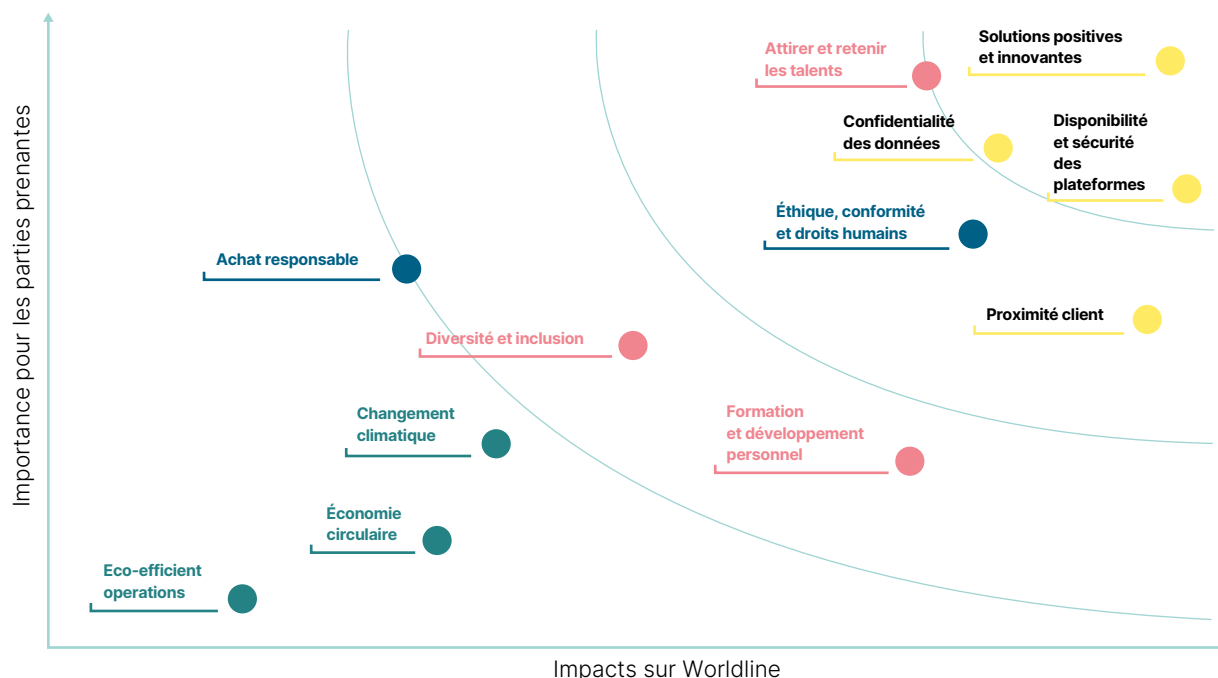 Importance pour les parties prenantes
Solutions positives
et innovantes
Attirer et retenir
les talents
Confidentialité
des données
Disponibilité
et sécurité
des
plateformes
Éthique, conformité
et droits humains
Achat responsable
Proximité client
Diversité et inclusion
Changement
climatique
Formation
et développement
personnel
Économie
circulaire
Eco-efficient
operations
Impacts sur Worldline